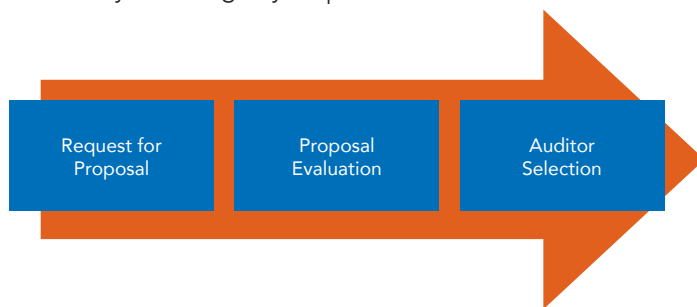 Request for
Proposal
Proposal
Evaluation
Auditor
Selection